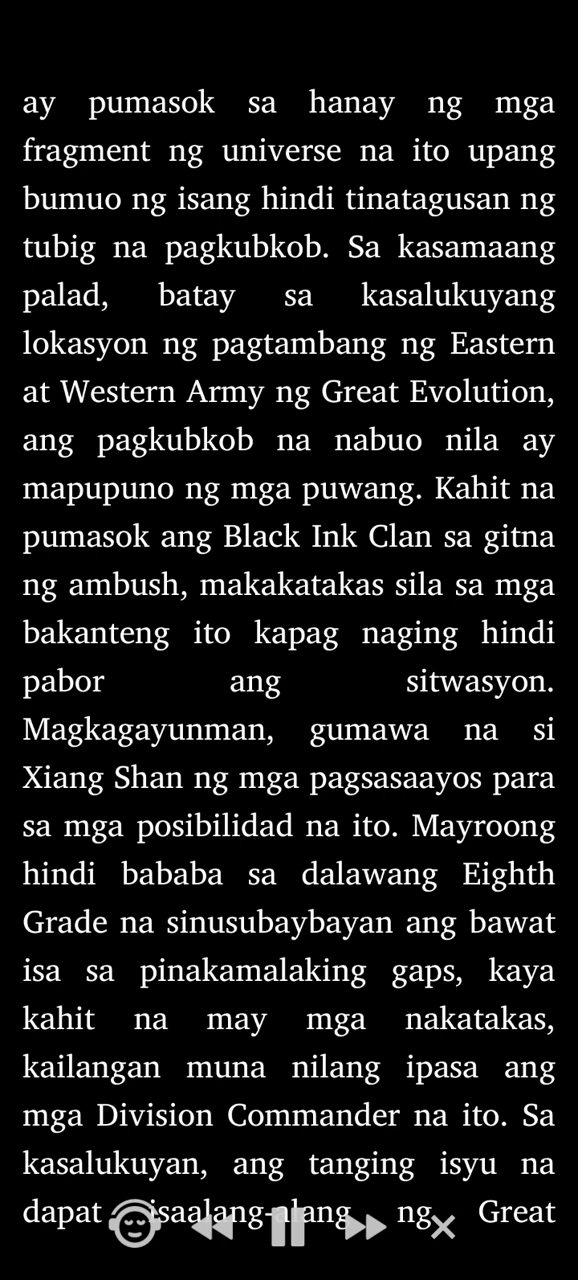 ay pumasok sa hanay ng mga
fragment ng universe na ito upang
bumuo ng isang hindi tinatagusan ng
tubig na pagkubkob. Sa kasamaang
palad, batay sa kasalukuyang
lokasyon ng pagtambang ng Eastern
at Western Army ng Great Evolution,
ang pagkubkob na nabuo nila ay
mapupuno ng mga puwang. Kahit na
pumasok ang Black Ink Clan sa gitna
ng ambush, makakatakas sila sa mga
bakanteng ito kapag naging hindi
pabor ang sitwasyon.
Magkagayunman, gumawa na si
Xiang Shan ng mga pagsasaayos para
sa mga posibilidad na ito. Mayroong
hindi bababa sa dalawang Eighth
Grade na sinusubaybayan ang bawat
isa sa pinakamalaking gaps, kaya
kahit na may mga nakatakas,
kailangan muna nilang ipasa ang
mga Division Commander na ito. Sa
kasalukuyan, ang tanging isyu na
dapat isaalang-alang ng Great